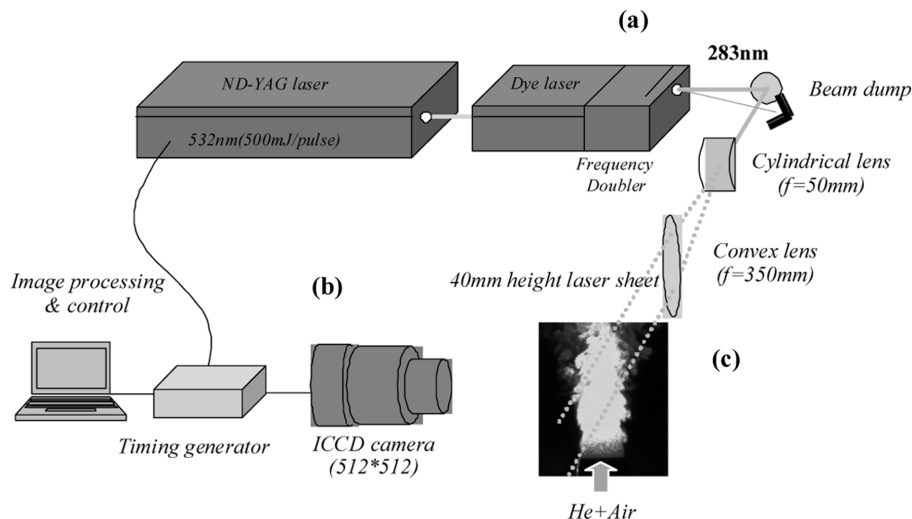 (a)
283nm
ND-YAG laser
Dye laser
Beam dump
532nm(500mJ/pulse)
Frequency
Doubler
Cylindrical lens
(f=50mm)
Convex lens
(f=350mm)
40mm height laser sheet
Image processing
& control
(b)
(c)
Timing generator
ICCD camera
(512*512)
He+Air